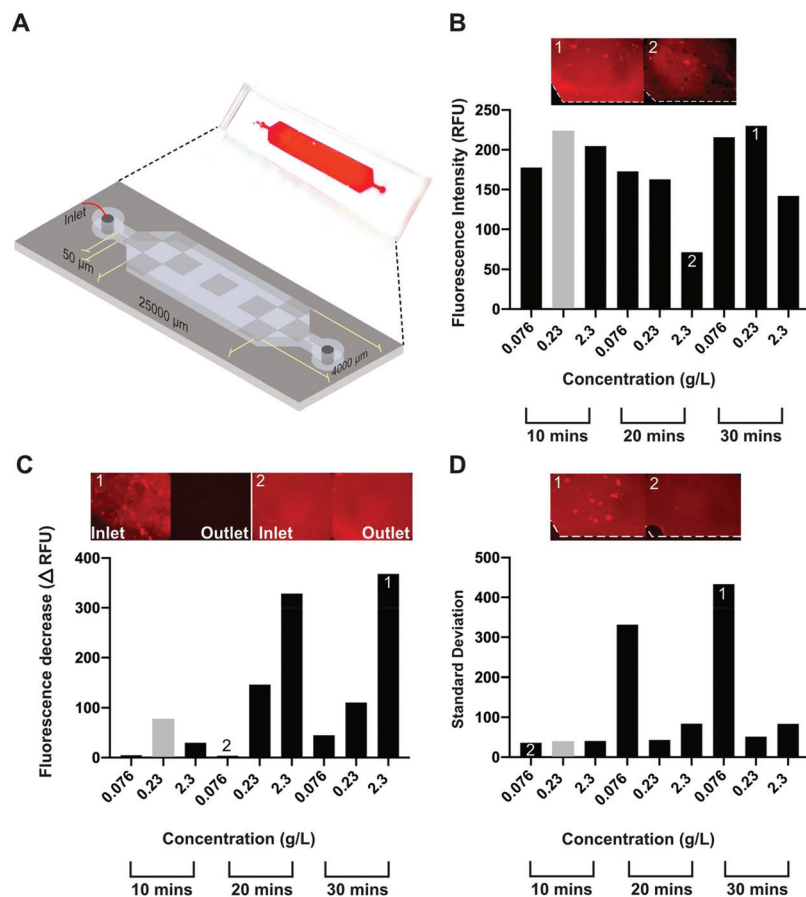 A
Inlet
50 µm
25000 µm
4000 µm
B
1
2
Fluorescence Intensity (RFU)
250
200
150
100
50
0
1
2
0.076
0.23
2.3
0.076
0.23
2.3
0.076
0.23
2.3
Concentration (g/L)
10 mins
20 mins
30 mins
C
1
2
Inlet
Outlet
Inlet
Outlet
Fluorescence decrease (Δ RFU)
400
300
200
100
0
1
2
0.076
0.23
2.3
0.076
0.23
2.3
0.076
0.23
2.3
Concentration (g/L)
10 mins
20 mins
30 mins
D
1
2
Standard Deviation
500
400
300
200
100
0
1
2
0.076
0.23
2.3
0.076
0.23
2.3
0.076
0.23
2.3
Concentration (g/L)
10 mins
20 mins
30 mins